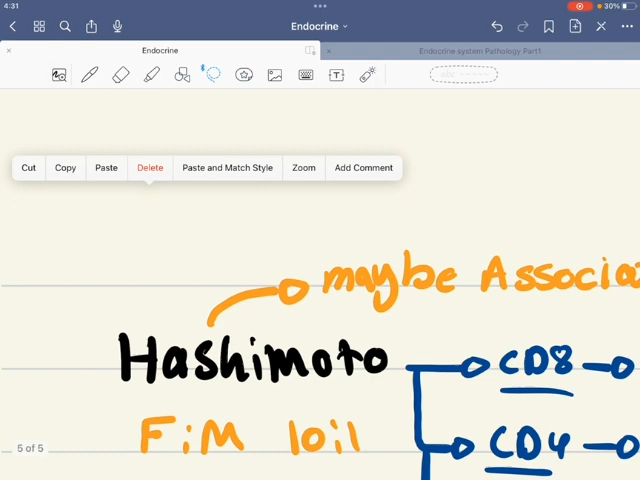 4:31
30%
Endocrine
Endocrine
Endocrine system Pathology Part1
Cut Copy Paste Delete Paste and Match Style Zoom Add Comment
maybe Associa
Hashimoto
CD8
FiM
CD4
5 of 5